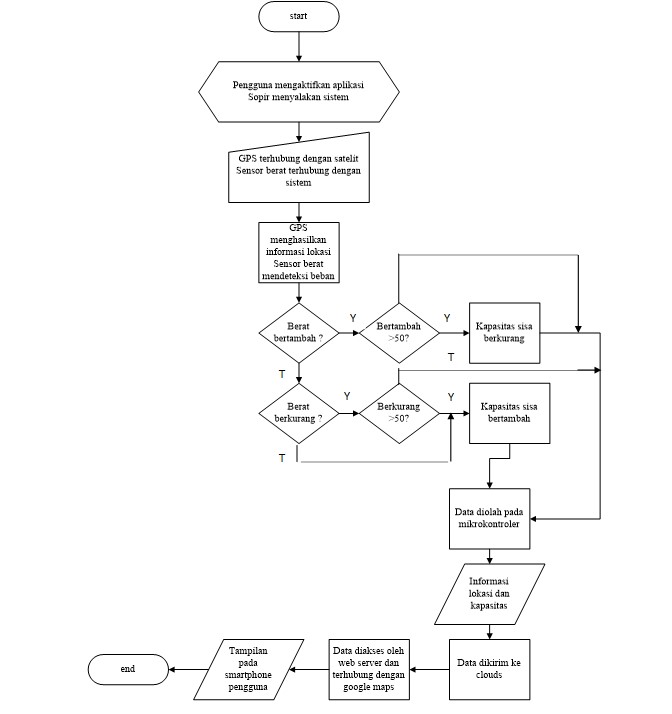 start
Pengguna mengaktifkan aplikasi
Sopir menyalakan sistem
GPS terhubung dengan satelit
Sensor berat terhubung dengan
sistem
GPS
menghasilkan
informasi lokasi
Sensor berat
mendeteksi beban
Berat
bertambah ?
Y
Bertambah
>50?
Y
Kapasitas sisa
berkurang
T
T
Berat
berkurang ?
Y
Berkurang
>50?
Y
Kapasitas sisa
bertambah
T
Data diolah pada
mikrokontroler
Informasi
lokasi dan
kapasitas
Data dikirim ke
clouds
Data diakses oleh
web server dan
terhubung dengan
google maps
Tampilan
pada
smartphone
pengguna
end